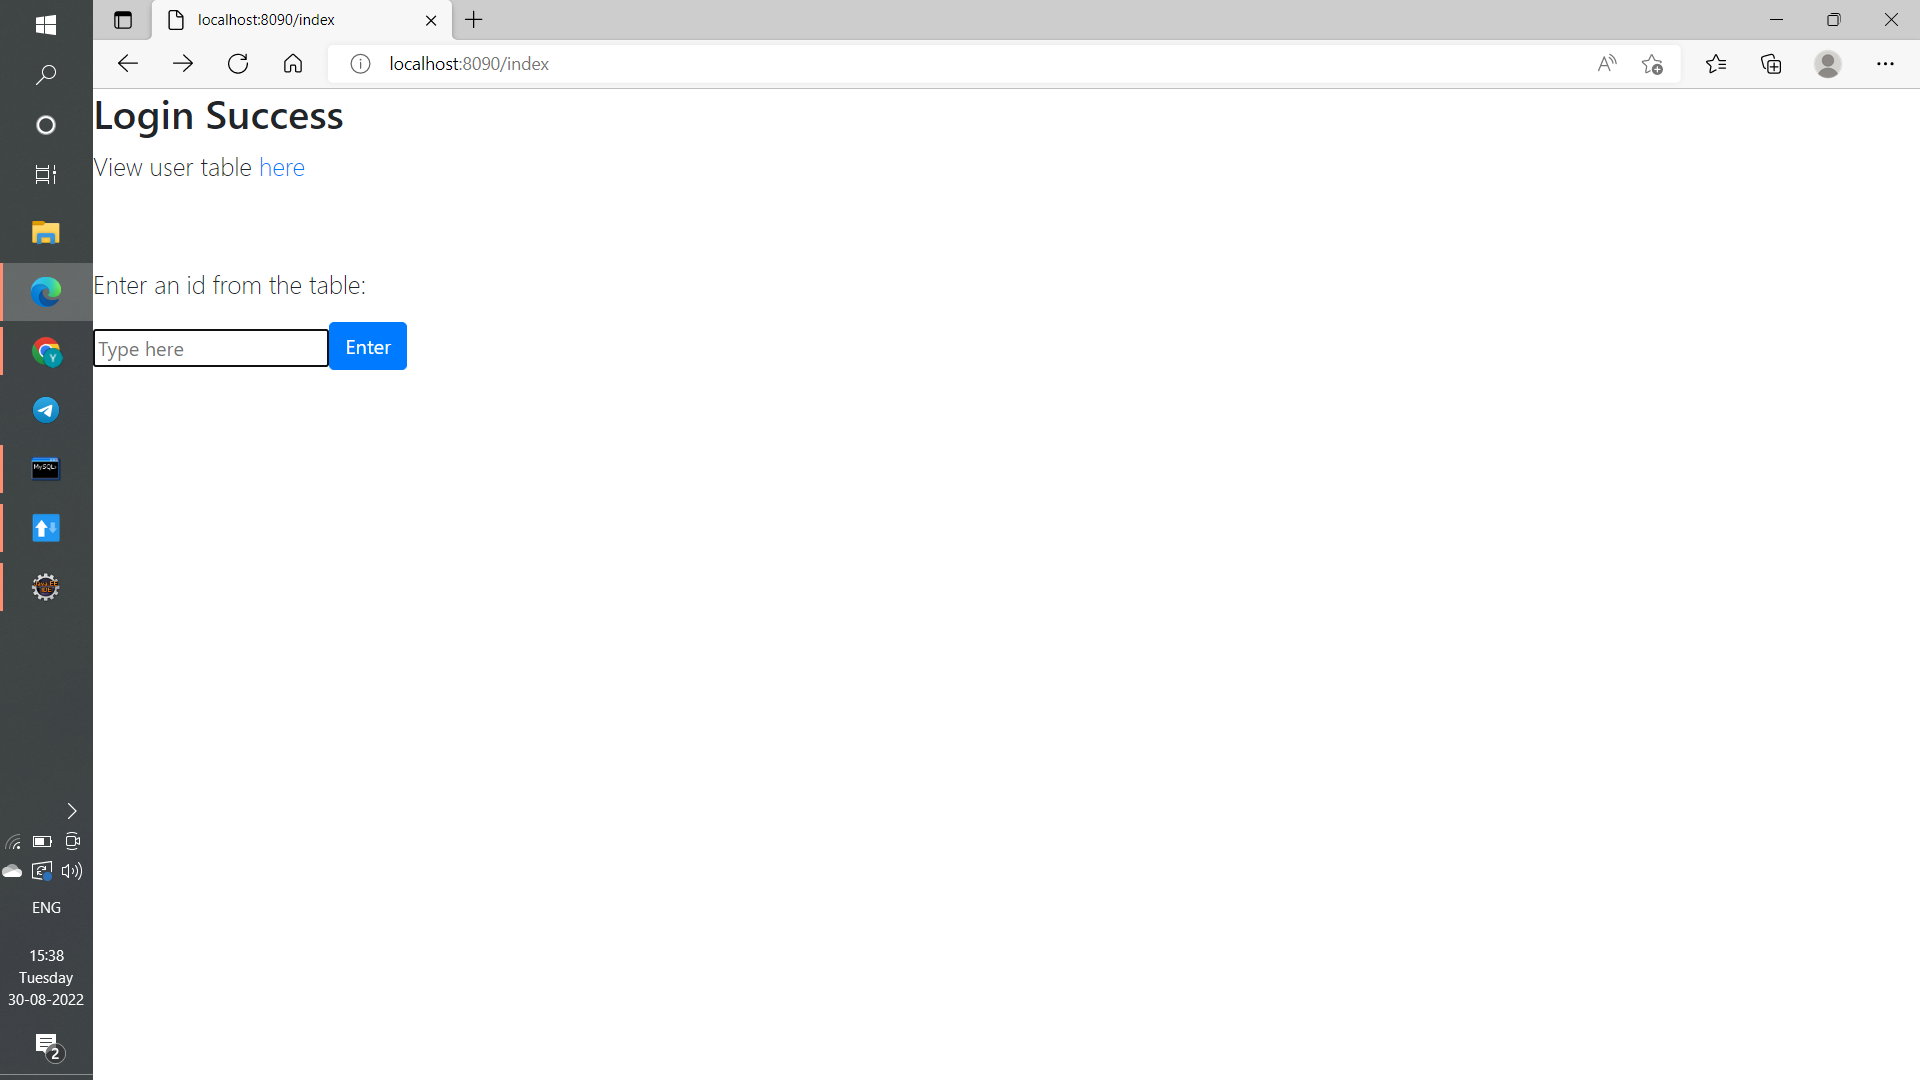 localhost:8090/index
localhost:8090/index
Login Success
View user table here
Enter an id from the table:
Type here
Enter
MySQL
ENG
15:38
Tuesday
30-08-2022
2